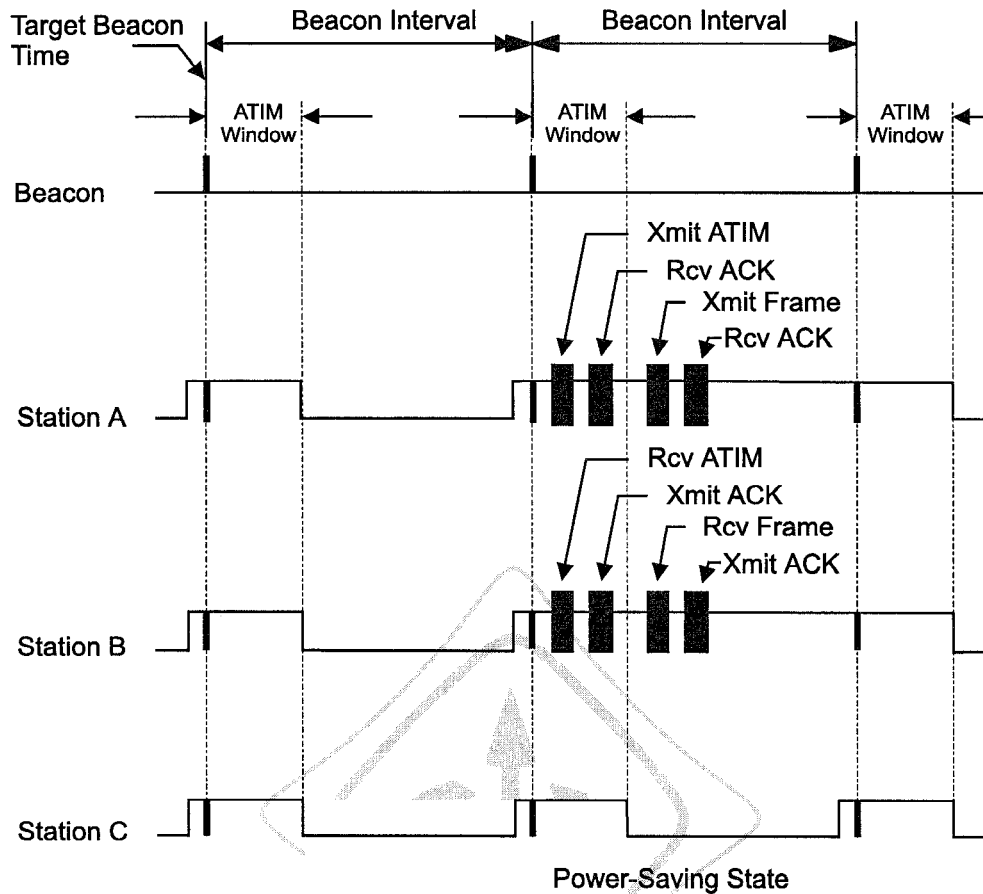 Target Beacon
Time
Beacon Interval
Beacon Interval
ATIM
Window
ATIM
Window
ATIM
Window
Beacon
Xmit ATIM
Rcv ACK
Xmit Frame
Rcv ACK
Station A
Rcv ATIM
Xmit ACK
Rcv Frame
Xmit ACK
Station B
Station C
Power-Saving State